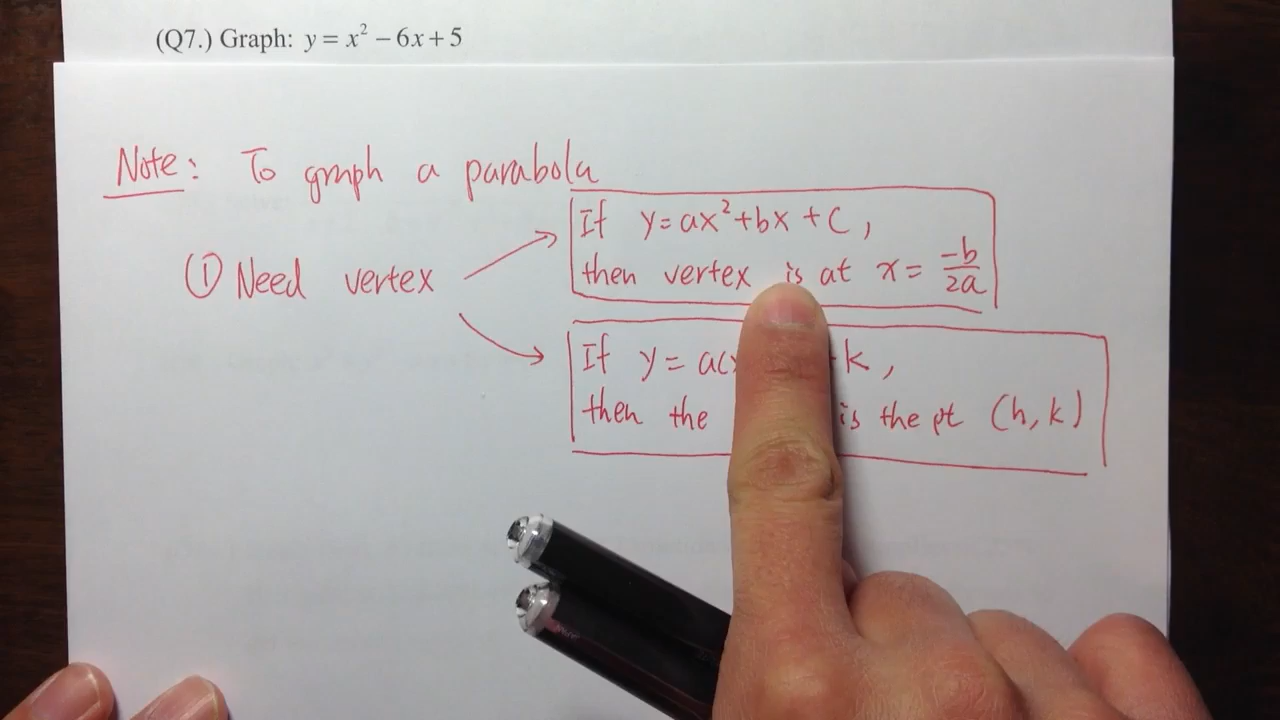 (Q7.) Graph: y = x² − 6x + 5
Note: To graph a parabola
① Need vertex
If y=ax²+bx+c,
then vertex is at x = -b/2a
If y = a(x k,
then the is the pt (h, k)